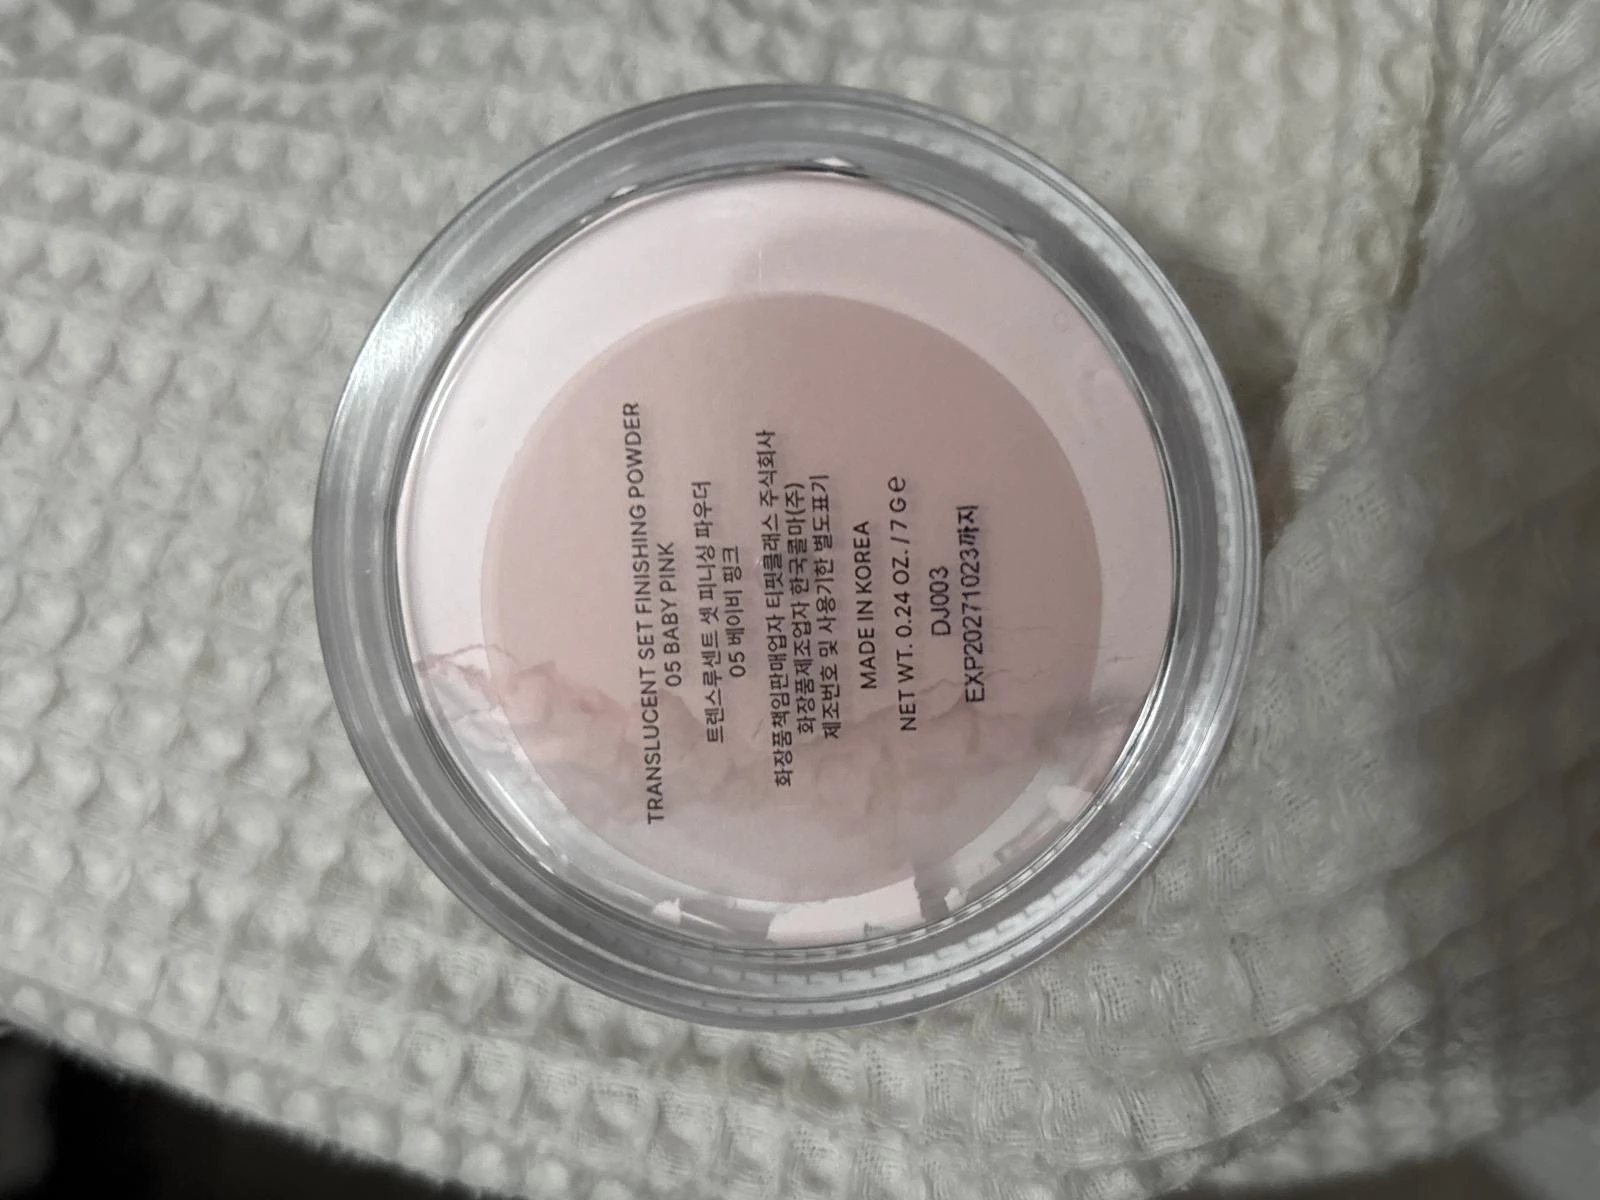 TRANSLUCENT SET FINISHING POWDER
05 BABY PINK
트렌스루센트 셋 피니싱 파우더
05 베이비 핑크
화장품책임판매업자 티핏클래스 주식회사
화장품제조업자 한국콜마(주)
제조번호 및 사용기한 별도표기
MADE IN KOREA
NET WT. 0.24 OZ. / 7 G e
DJ003
EXP20271023까지